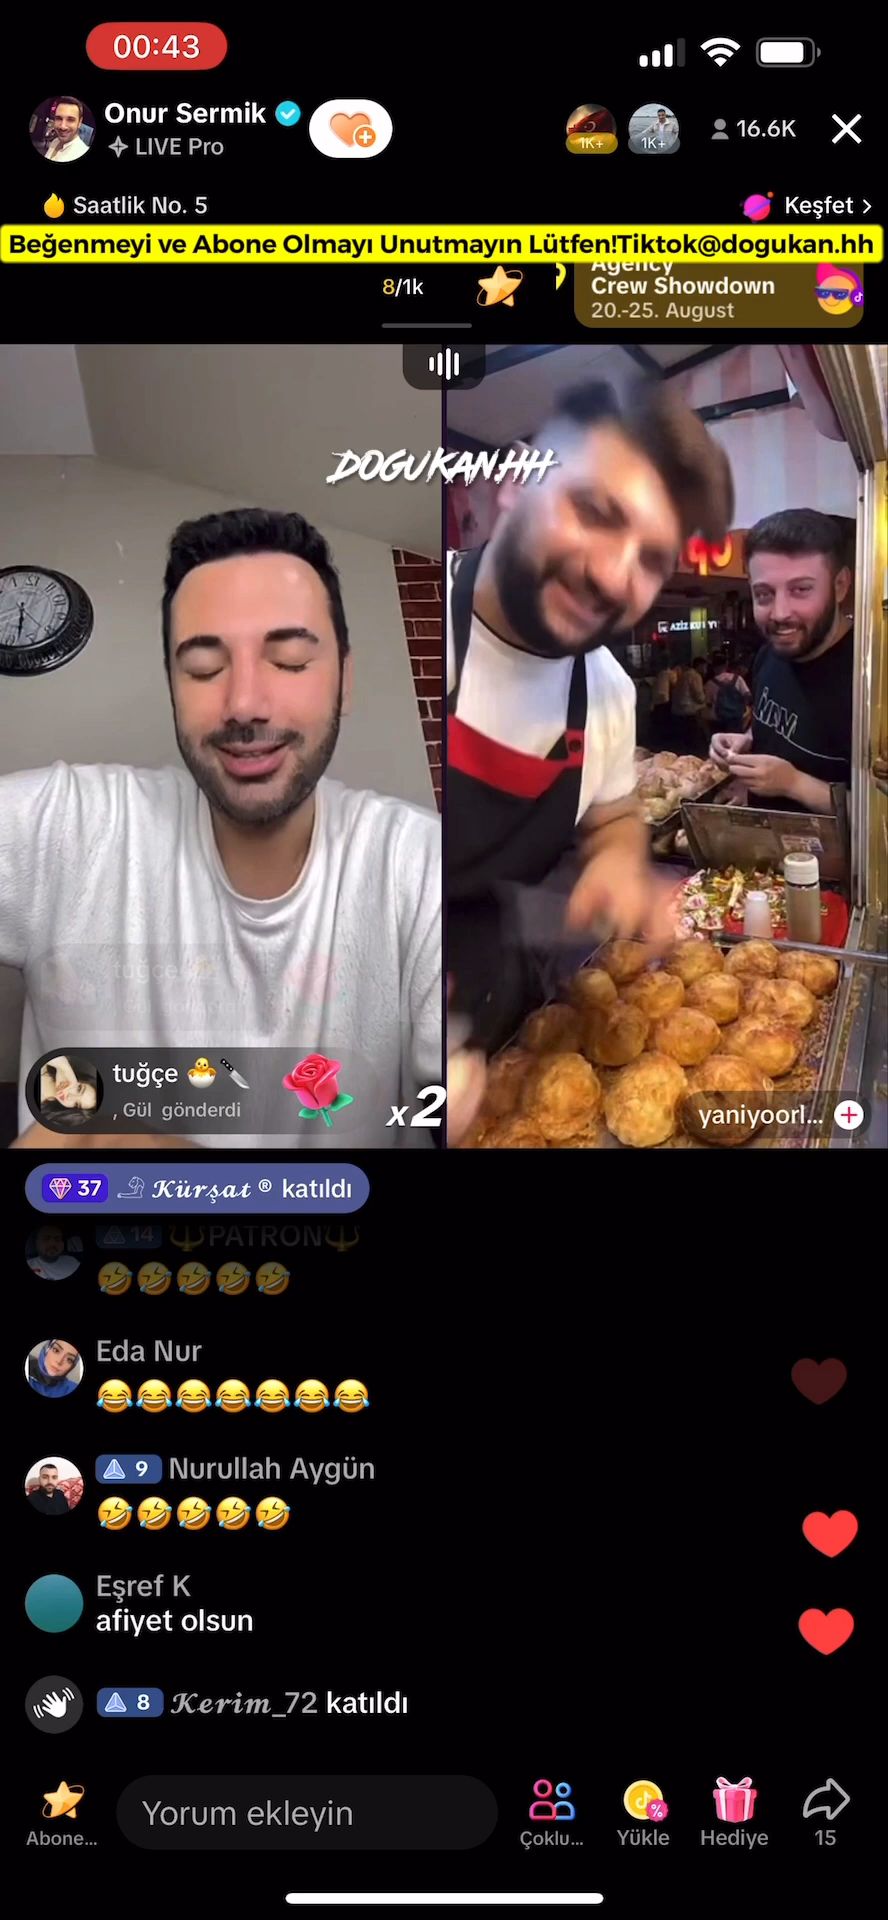 00:43
Onur Sermik
LIVE Pro
1K+
1K+
16.6K
Saatlik No. 5
Keşfet >
Beğenmeyi ve Abone Olmayı Unutmayın Lütfen!Tiktok@dogukan.hh
8/1k
Agency
Crew Showdown
20.-25. August
DOGUKAN.HH
tuğçe
tuğçe 🐣🔪
, Gül gönderdi
x2
yaniyoorl...
37 𝓚ü𝓻ş𝓪𝓽 ® katıldı
14 🔱PATRON🔱
🤣🤣🤣🤣🤣
Eda Nur
😂😂😂😂😂😂😂
9 Nurullah Aygün
🤣🤣🤣🤣🤣
Eşref K
afiyet olsun
8 𝓚𝓮𝓻𝓲𝓶_72 katıldı
Abone...
Yorum ekleyin
Çoklu...
Yükle
Hediye
15